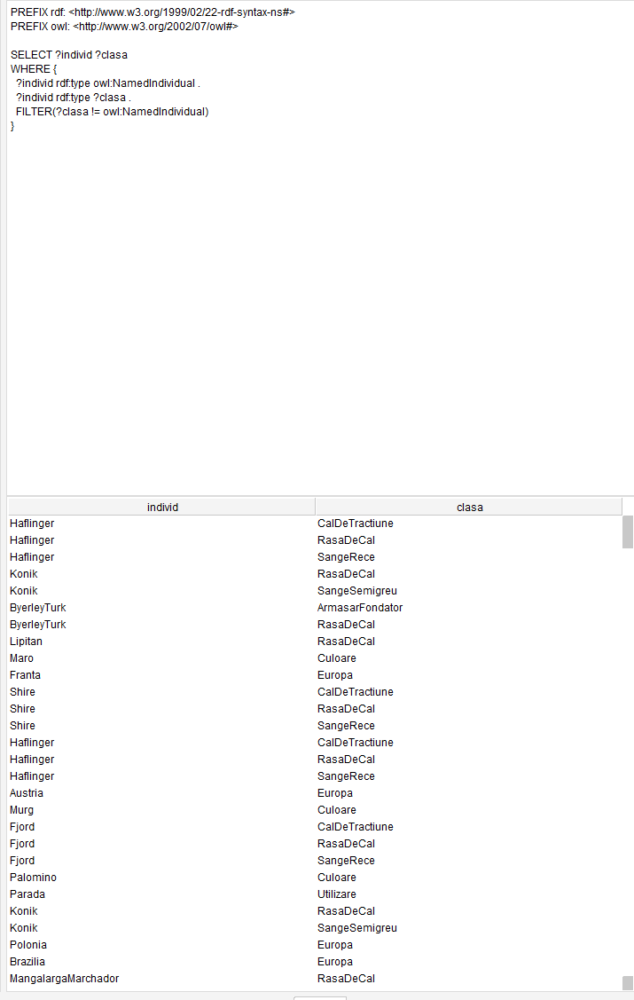 PREFIX rdf: <http://www.w3.org/1999/02/22-rdf-syntax-ns#>
PREFIX owl: <http://www.w3.org/2002/07/owl#>
SELECT ?individ ?clasa
WHERE {
?individ rdf:type owl:NamedIndividual .
?individ rdf:type ?clasa .
FILTER(?clasa != owl:NamedIndividual)
}
individ clasa
Haflinger CalDeTractiune
Haflinger RasaDeCal
Haflinger SangeRece
Konik RasaDeCal
Konik SangeSemigreu
ByerleyTurk ArmasarFondator
ByerleyTurk RasaDeCal
Lipitan RasaDeCal
Maro Culoare
Franta Europa
Shire CalDeTractiune
Shire RasaDeCal
Shire SangeRece
Haflinger CalDeTractiune
Haflinger RasaDeCal
Haflinger SangeRece
Austria Europa
Murg Culoare
Fjord CalDeTractiune
Fjord RasaDeCal
Fjord SangeRece
Palomino Culoare
Parada Utilizare
Konik RasaDeCal
Konik SangeSemigreu
Polonia Europa
Brazilia Europa
MangalargaMarchador RasaDeCal